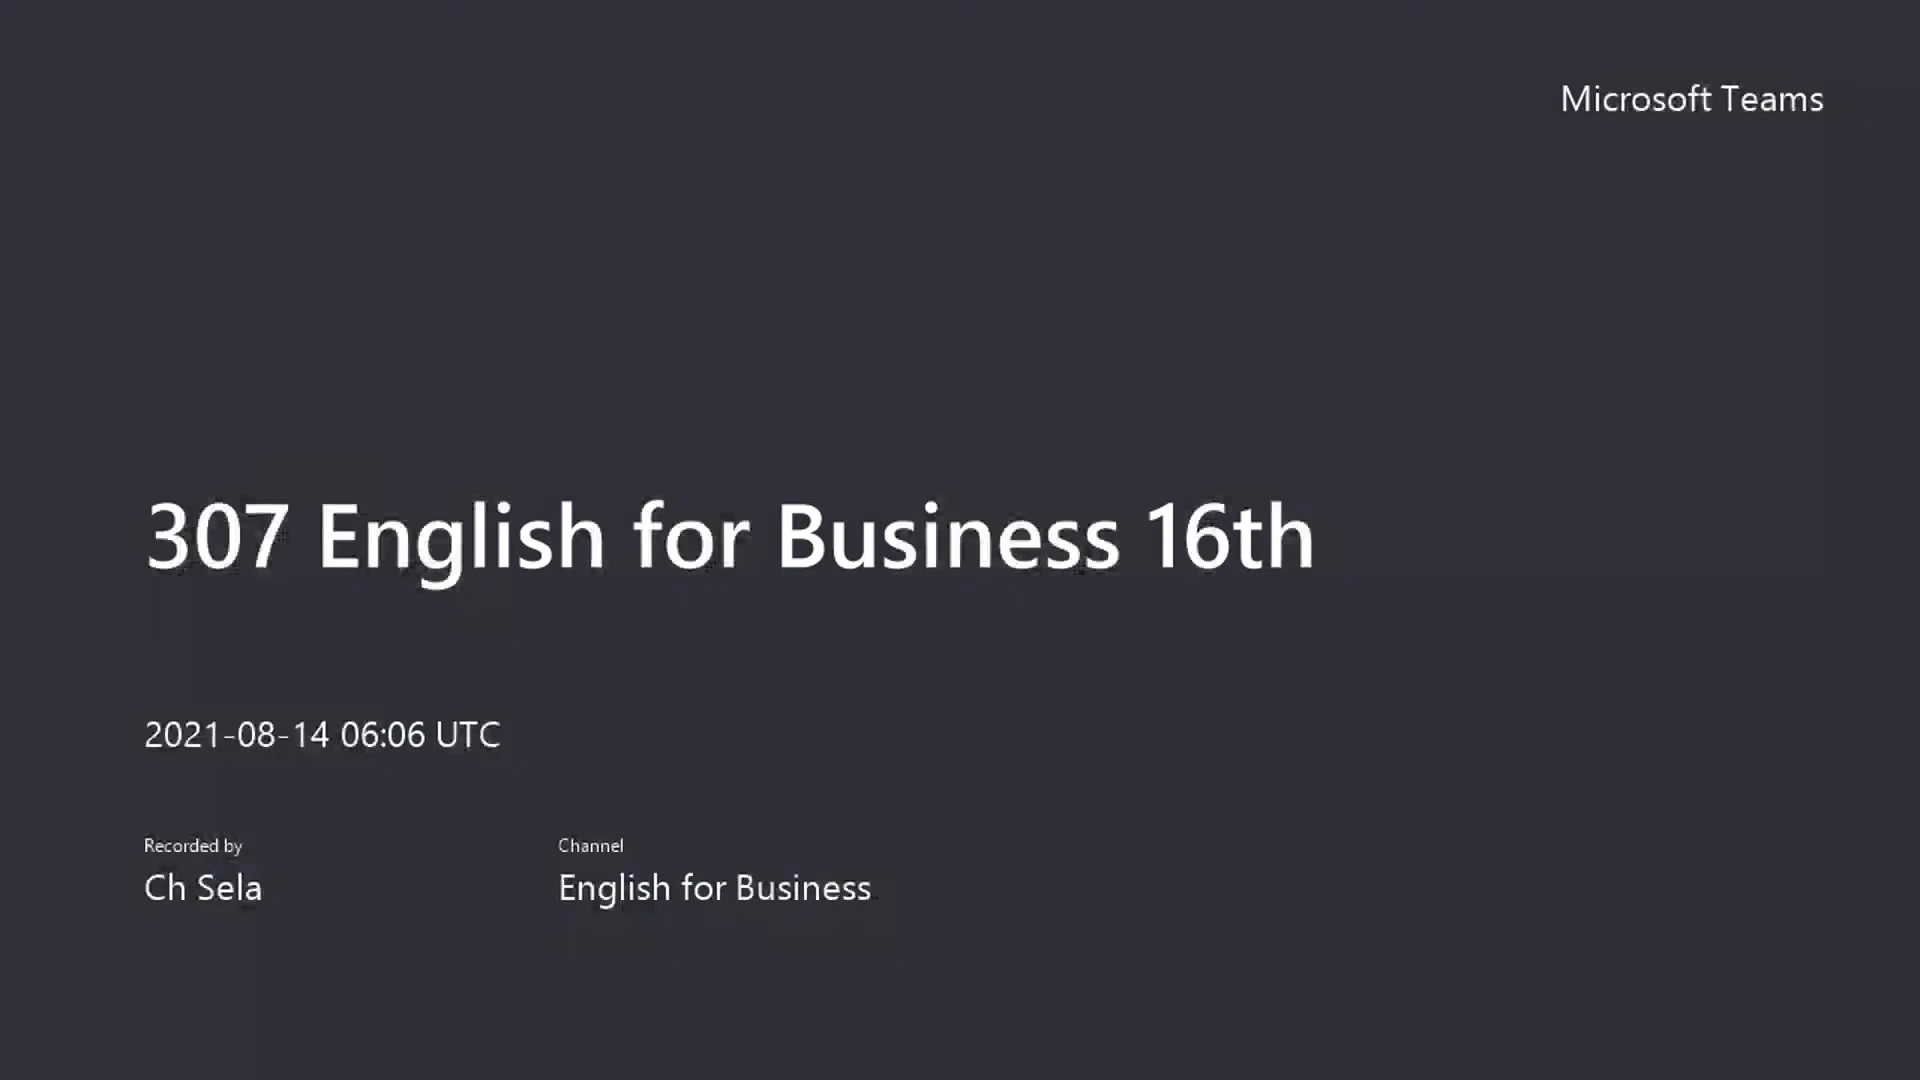 Microsoft Teams
307 English for Business 16th
2021-08-14 06:06 UTC
Recorded by
Ch Sela
Channel
English for Business